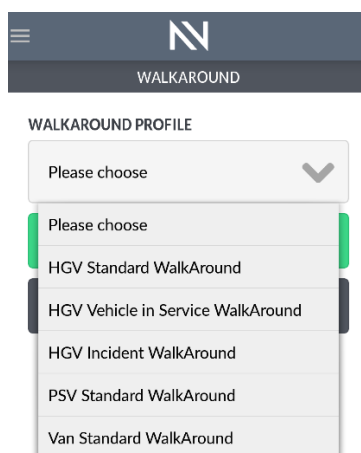 WALKAROUND
WALKAROUND PROFILE
Please choose
Please choose
HGV Standard WalkAround
HGV Vehicle in Service WalkAround
HGV Incident WalkAround
PSV Standard WalkAround
Van Standard WalkAround